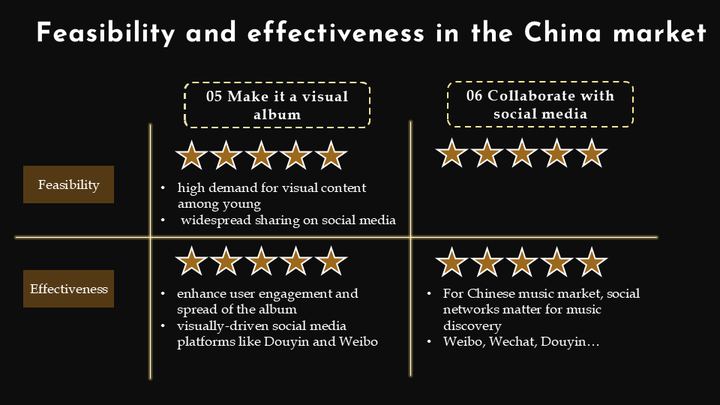 Feasibility and effectiveness in the China market
05 Make it a visual
album
06 Collaborate with
social media
Feasibility
• high demand for visual content
among young
• widespread sharing on social media
Effectiveness
• enhance user engagement and
spread of the album
• visually-driven social media
platforms like Douyin and Weibo
• For Chinese music market, social
networks matter for music
discovery
• Weibo, Wechat, Douyin…